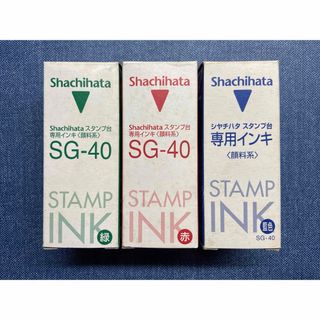 Shachihata
Shachihata スタンプ台
専用インキ〈顔料系〉
SG-40
STAMP
INK
緑
Shachihata
Shachihata スタンプ台
専用インキ〈顔料系〉
SG-40
STAMP
INK
赤
Shachihata
シヤチハタ スタンプ台
専用インキ
〈顔料系〉
STAMP
INK
藍色
SG-40